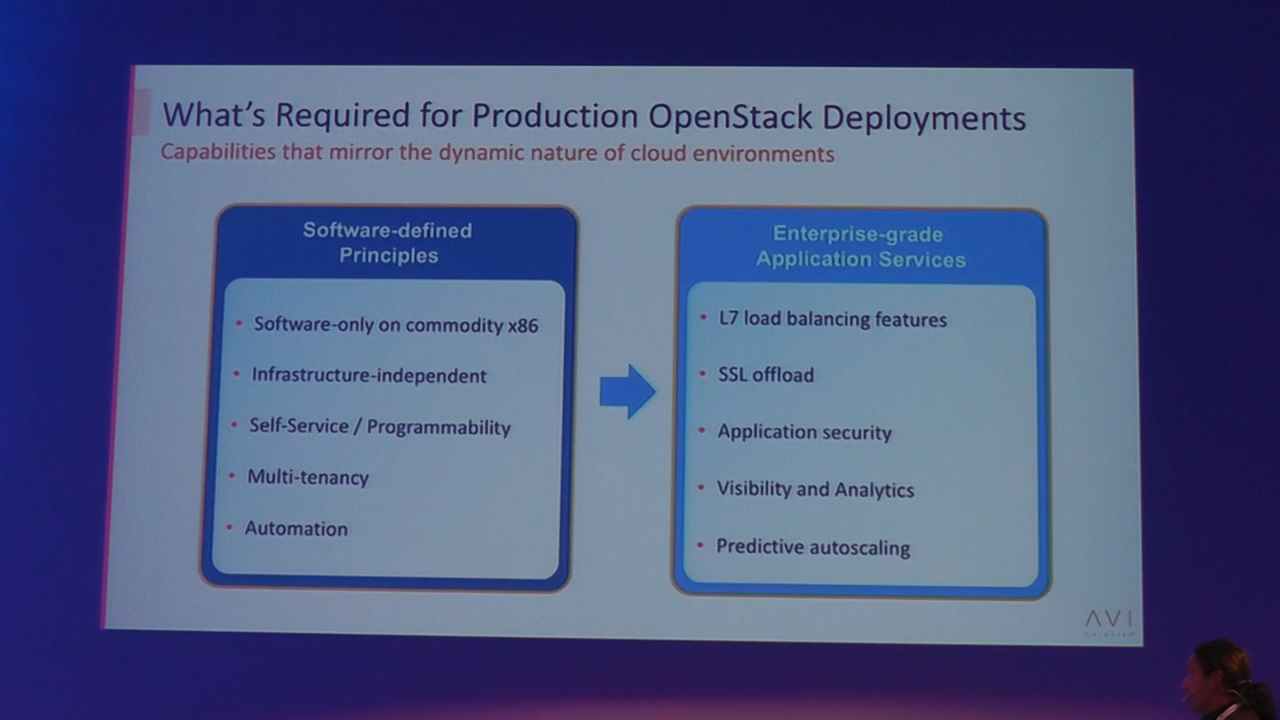 What's Required for Production OpenStack Deployments
Capabilities that mirror the dynamic nature of cloud environments
Software-defined
Principles
• Software-only on commodity x86
• Infrastructure-independent
• Self-Service / Programmability
• Multi-tenancy
• Automation
Enterprise-grade
Application Services
• L7 load balancing features
• SSL offload
• Application security
• Visibility and Analytics
• Predictive autoscaling
AVI